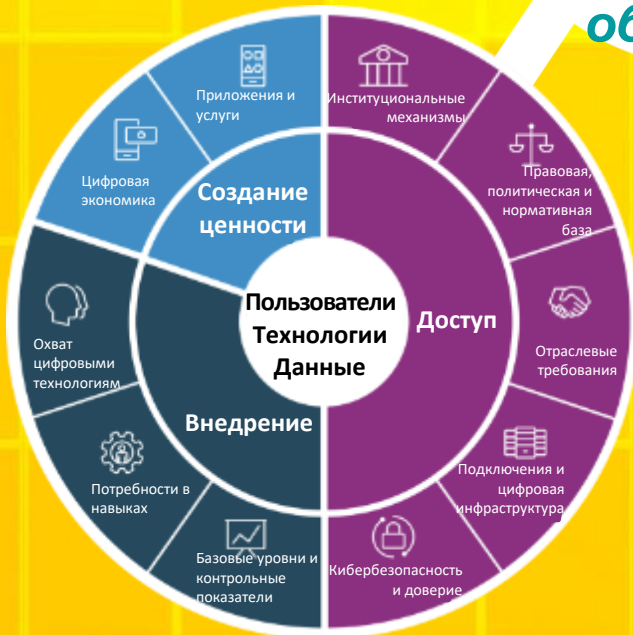 об
Приложения и
услуги
Институциональные
механизмы
Цифровая
экономика
Создание
ценности
Правовая,
политическая и
нормативная
база
Пользователи
Технологии
Данные
Доступ
Охват
цифровыми
технологиям
Отраслевые
требования
Внедрение
Потребности в
навыках
Подключения и
цифровая
инфраструктура
Базовые уровни и
контрольные
показатели
Кибербезопасность
и доверие